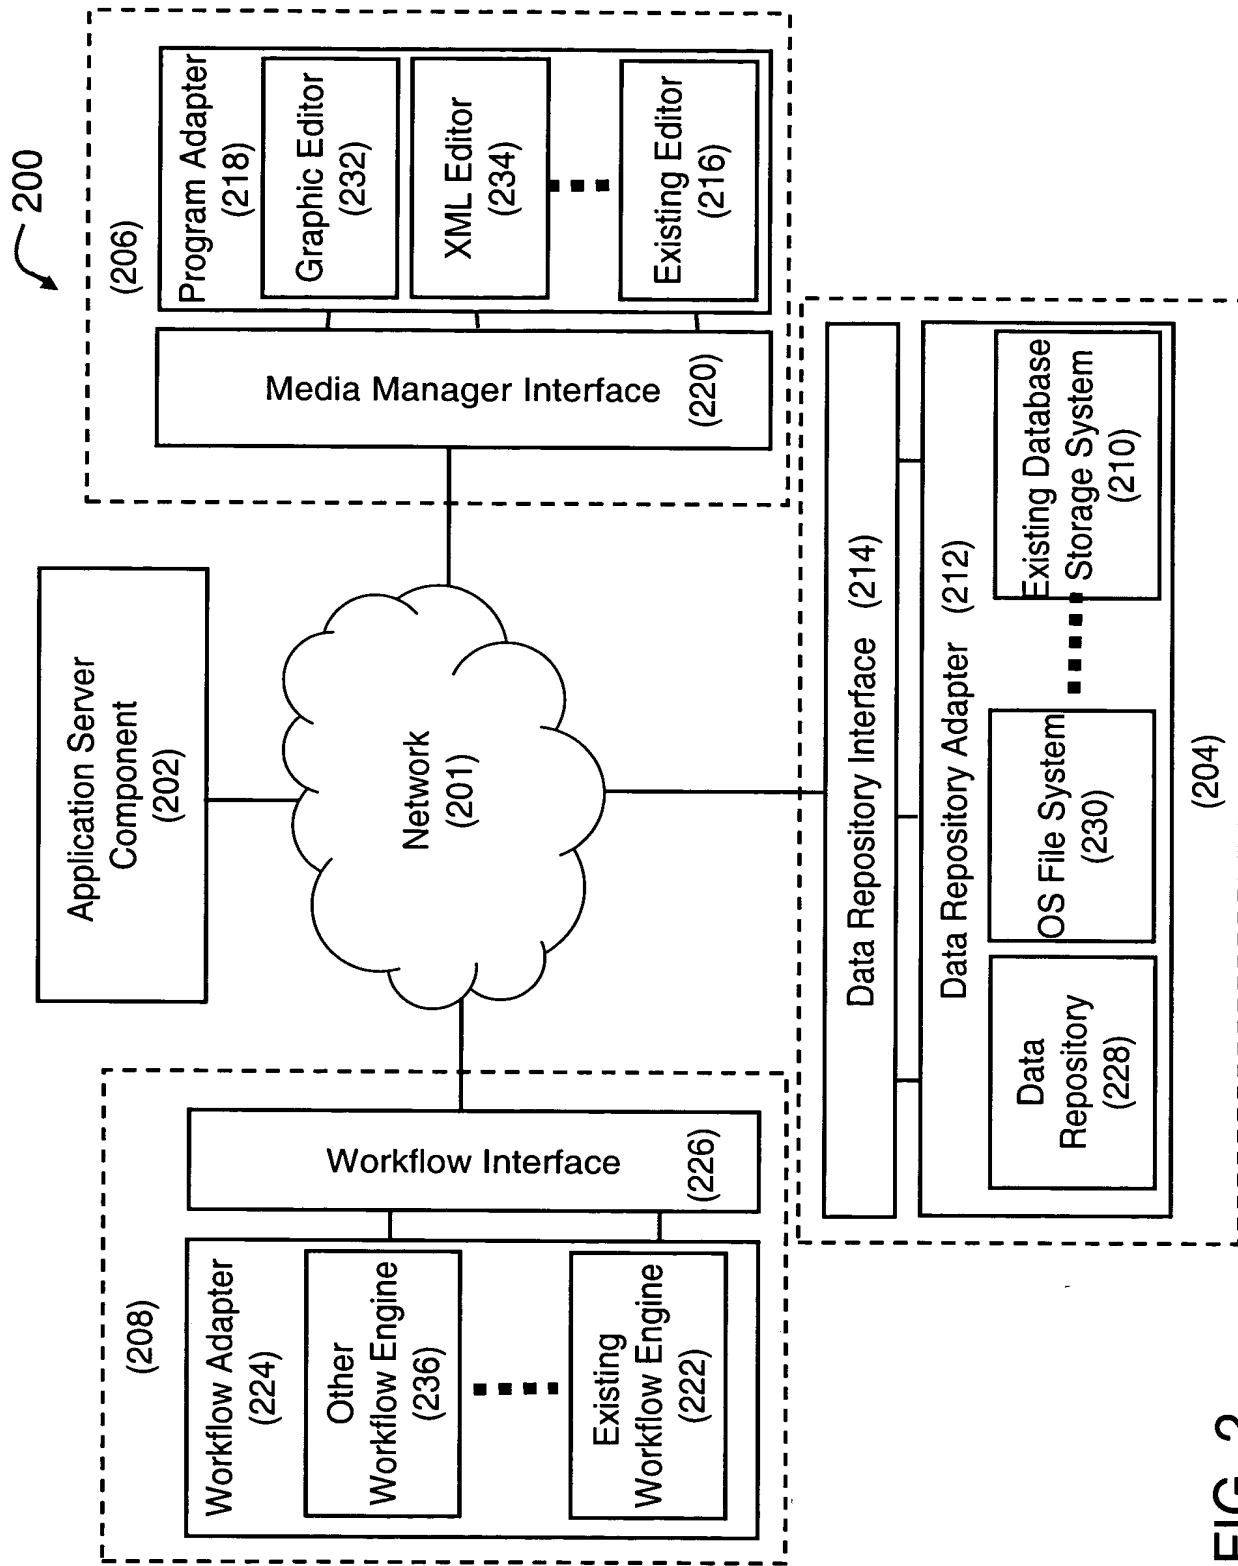 200
Application Server
Component
(202)
Network
(201)
(208)
Workflow Adapter
(224)
Other
Workflow Engine
(236)
Existing
Workflow Engine
(222)
Workflow Interface
(226)
(206)
Media Manager Interface
(220)
Program Adapter
(218)
Graphic Editor
(232)
XML Editor
(234)
Existing Editor
(216)
Data Repository Interface (214)
Data Repository Adapter (212)
Data
Repository
(228)
OS File System
(230)
Existing Database
Storage System
(210)
(204)
FIG. 2